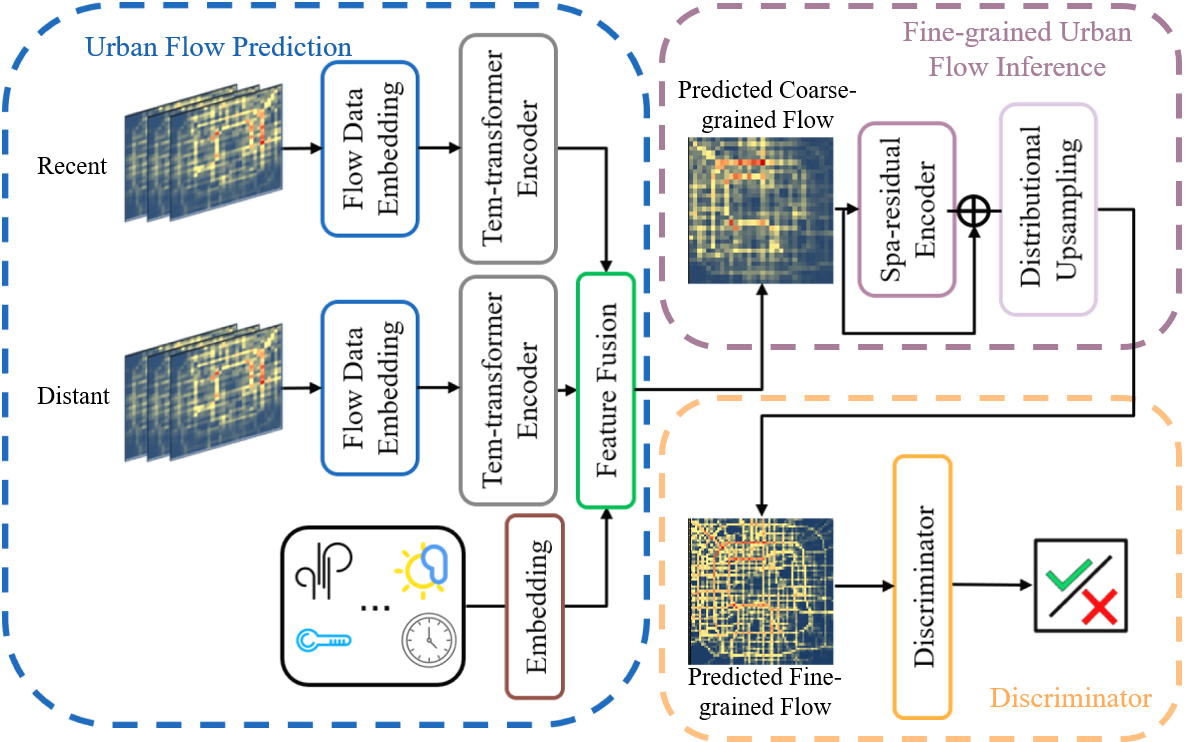 Urban Flow Prediction
Recent
Flow Data
Embedding
Tem-transformer
Encoder
Distant
Flow Data
Embedding
Tem-transformer
Encoder
Feature Fusion
...
Embedding
Fine-grained Urban
Flow Inference
Predicted Coarse-
grained Flow
Spa-residual
Encoder
Distributional
Upsampling
Predicted Fine-
grained Flow
Discriminator
Discriminator